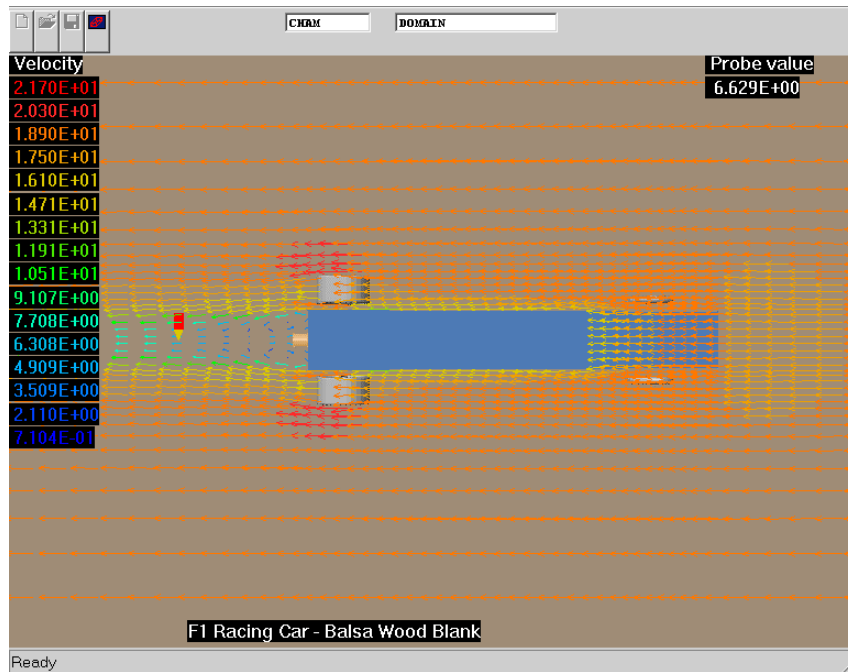 CHAM DOMAIN
Velocity
Probe value
6.629E+00
2.170E+01
2.030E+01
1.890E+01
1.750E+01
1.610E+01
1.471E+01
1.331E+01
1.191E+01
1.051E+01
9.107E+00
7.708E+00
6.308E+00
4.909E+00
3.509E+00
2.110E+00
7.104E-01
F1 Racing Car - Balsa Wood Blank
Ready